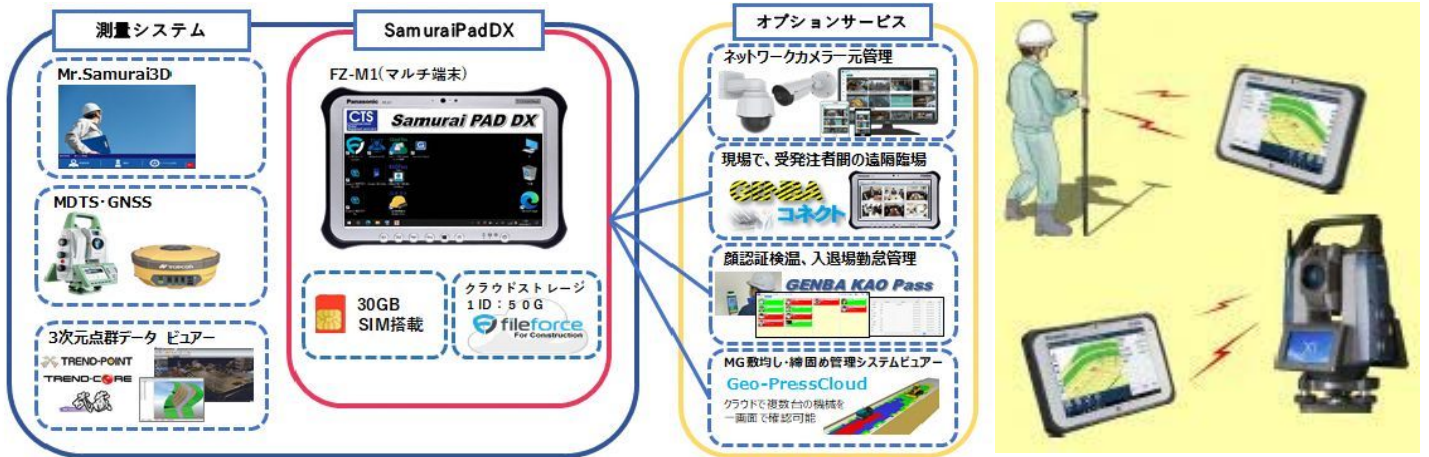 測量システム
Mr.Samurai3D
MDTS・GNSS
3次元点群データ ビュアー
TREND-POINT
TREND-CORE
武蔵
SamuraiPadDX
FZ-M1(マルチ端末)
Panasonic
CTS
Samurai PAD DX
30GB
SIM搭載
クラウドストレージ
1ID：50G
fileforce
For Construction
オプションサービス
ネットワークカメラ一元管理
現場で、受発注者間の遠隔臨場
GENBA
コネクト
顔認証検温、入退場勤怠管理
GENBA KAO Pass
MG敷均し・締固め管理システムビュアー
Geo-PressCloud
クラウドで複数台の機械を
一画面で確認可能
X1